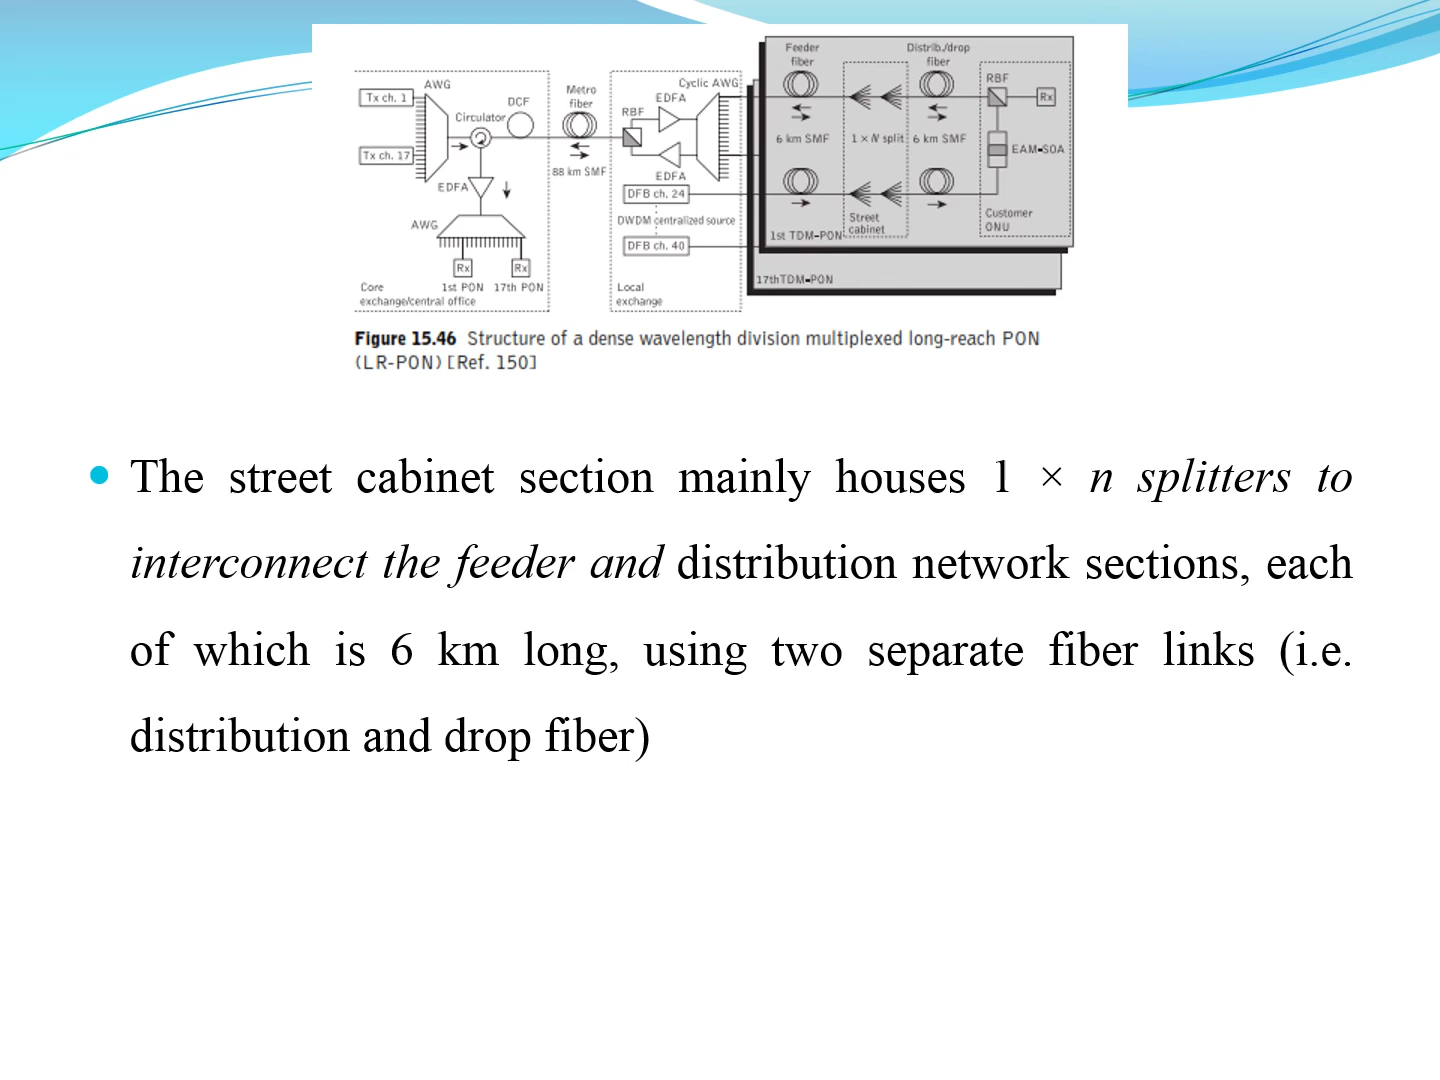 AWG
Tx ch. 1
Tx ch. 17
Circulator
DCF
EDFA
AWG
Rx
Rx
1st PON
17th PON
Core
exchange/central office
Metro
fiber
88 km SMF
Cyclic AWG
EDFA
RBF
EDFA
DFB ch. 24
DWDM centralized source
DFB ch. 40
Local
exchange
Feeder
fiber
Distrib./drop
fiber
RBF
Rx
6 km SMF
1 × N split
6 km SMF
EAM-SOA
Street
cabinet
Customer
ONU
1st TDM-PON
17thTDM-PON
Figure 15.46 Structure of a dense wavelength division multiplexed long-reach PON
(LR-PON) [Ref. 150]
The street cabinet section mainly houses 1 × n splitters to
interconnect the feeder and distribution network sections, each
of which is 6 km long, using two separate fiber links (i.e.
distribution and drop fiber)